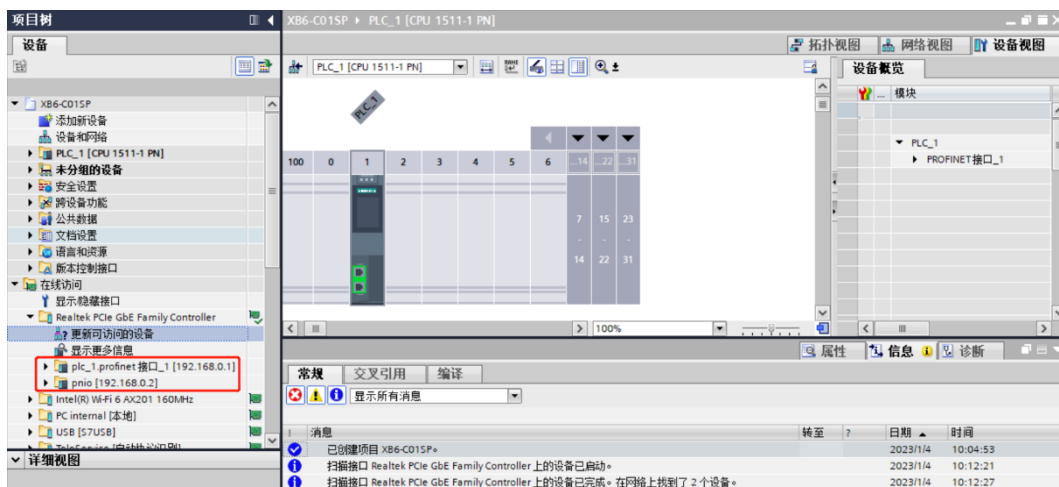 项目树
XB6-C01SP ▸ PLC_1 [CPU 1511-1 PN]
设备
拓扑视图 网络视图 设备视图
PLC_1 [CPU 1511-1 PN]
设备概览
... 模块
XB6-C01SP
添加新设备
设备和网络
PLC_1 [CPU 1511-1 PN]
未分组的设备
安全设置
跨设备功能
公共数据
文档设置
语言和资源
版本控制接口
在线访问
显示/隐藏接口
Realtek PCIe GbE Family Controller
更新可访问的设备
显示更多信息
plc_1.profinet 接口_1 [192.168.0.1]
pnio [192.168.0.2]
Intel(R) Wi-Fi 6 AX201 160MHz
PC internal [本地]
USB [S7USB]
TeleService [自动协议识别]
详细视图
PLC_1
100 0 1 2 3 4 5 6 ...14 ...22 ...31
7 15 23
- - -
14 22 31
PLC_1
PROFINET接口_1
100%
属性 信息 诊断
常规 交叉引用 编译
显示所有消息
! 消息 转至 ? 日期 时间
已创建项目 XB6-C01SP。 2023/1/4 10:04:53
扫描接口 Realtek PCIe GbE Family Controller 上的设备已启动。 2023/1/4 10:12:21
扫描接口 Realtek PCIe GbE Family Controller 上的设备已完成。在网络上找到了 2 个设备。 2023/1/4 10:12:27